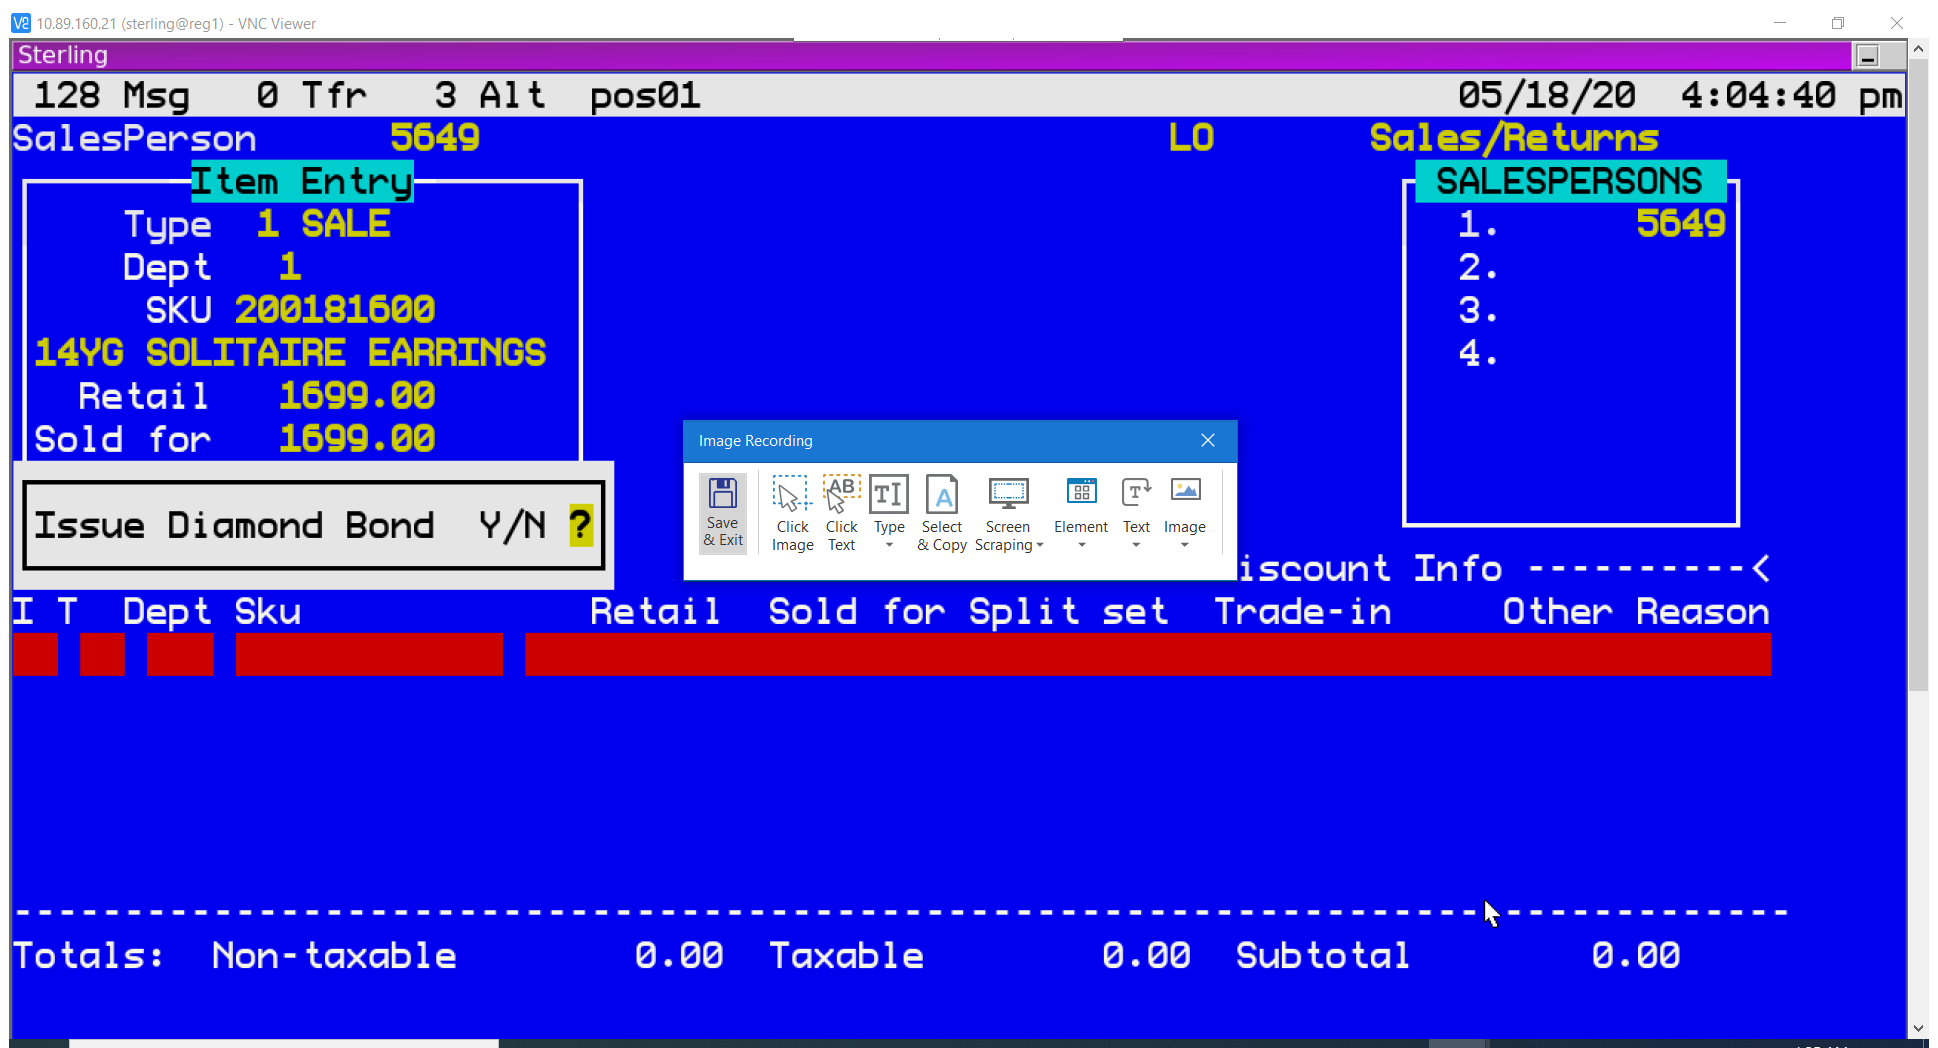 10.89.160.21 (sterling@reg1) - VNC Viewer
Sterling
128 Msg 0 Tfr 3 Alt pos01 05/18/20 4:04:40 pm
SalesPerson 5649 LO Sales/Returns
Item Entry
Type 1 SALE
Dept 1
SKU 200181600
14YG SOLITAIRE EARRINGS
Retail 1699.00
Sold for 1699.00
SALESPERSONS
1. 5649
2.
3.
4.
Issue Diamond Bond Y/N ?
Image Recording
Save & Exit
Click Image
Click Text
Type
Select & Copy
Screen Scraping
Element
Text
Image
iscount Info ----------<
I T Dept Sku Retail Sold for Split set Trade-in Other Reason
Totals: Non-taxable 0.00 Taxable 0.00 Subtotal 0.00